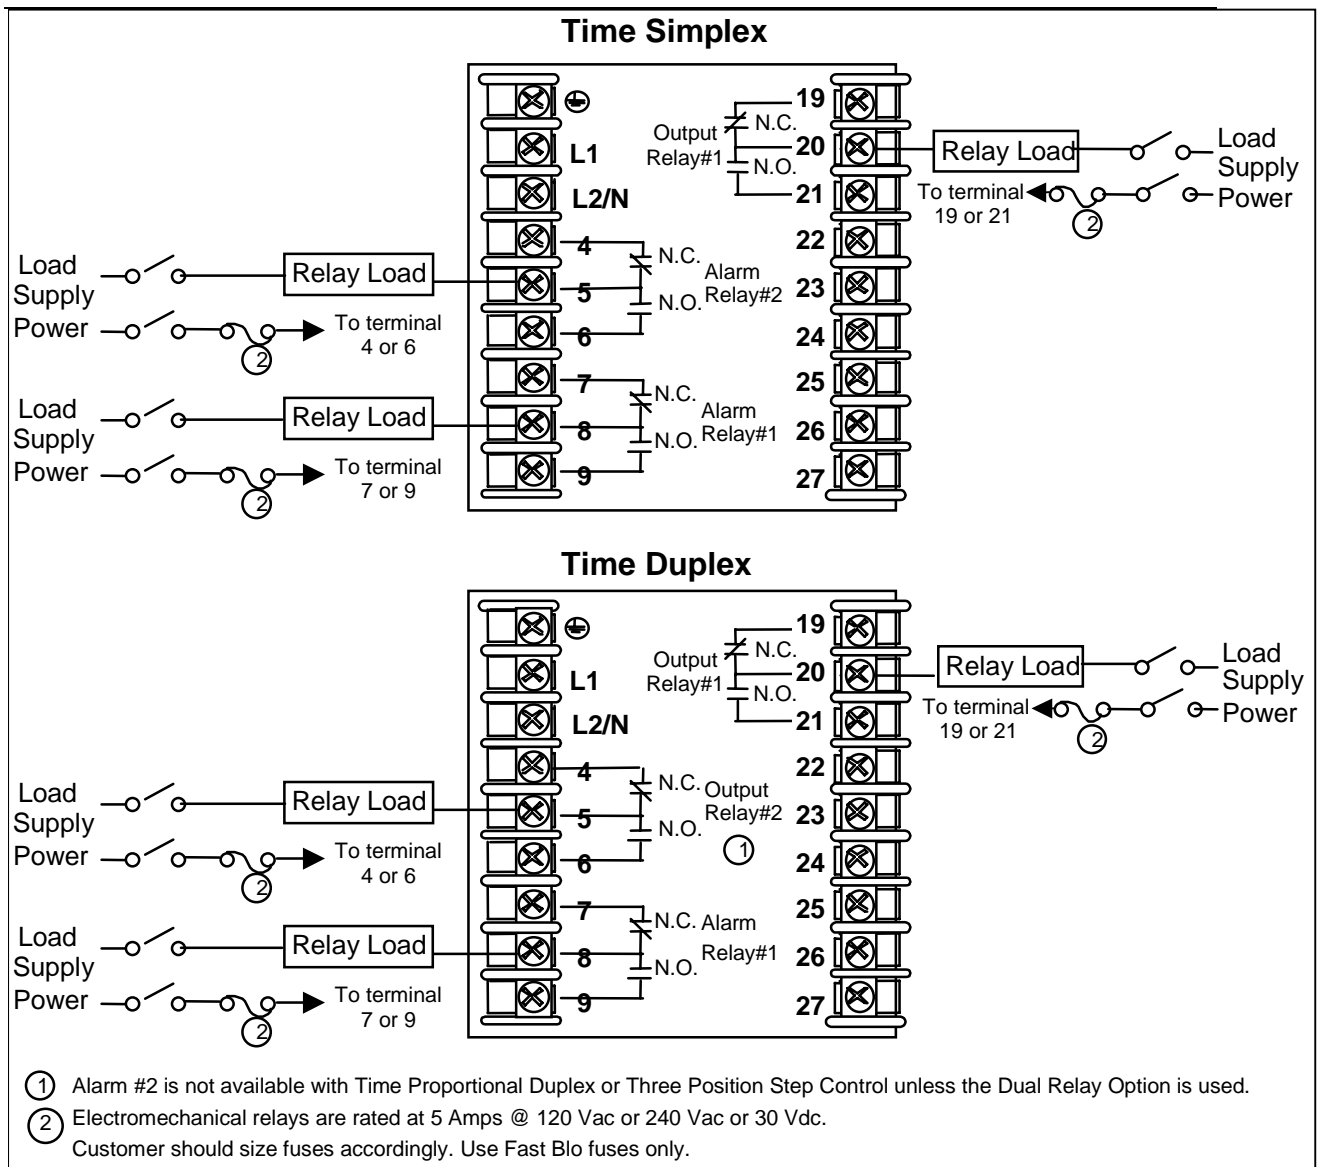 Time Simplex
L1
L2/N
4
5
6
7
8
9
Output
Relay#1
N.C.
N.O.
19
20
21
22
23
24
25
26
27
Relay Load
Load
Supply
Power
To terminal
19 or 21
2
Load
Supply
Power
Relay Load
2
To terminal
4 or 6
N.C.
N.O.
Alarm
Relay#2
Load
Supply
Power
Relay Load
2
To terminal
7 or 9
N.C.
N.O.
Alarm
Relay#1
Time Duplex
L1
L2/N
4
5
6
7
8
9
Output
Relay#1
N.C.
N.O.
19
20
21
22
23
24
25
26
27
Relay Load
Load
Supply
Power
To terminal
19 or 21
2
Load
Supply
Power
Relay Load
2
To terminal
4 or 6
N.C.
N.O.
Output
Relay#2
1
Load
Supply
Power
Relay Load
2
To terminal
7 or 9
N.C.
N.O.
Alarm
Relay#1
1 Alarm #2 is not available with Time Proportional Duplex or Three Position Step Control unless the Dual Relay Option is used.
2 Electromechanical relays are rated at 5 Amps @ 120 Vac or 240 Vac or 30 Vdc.
Customer should size fuses accordingly. Use Fast Blo fuses only.